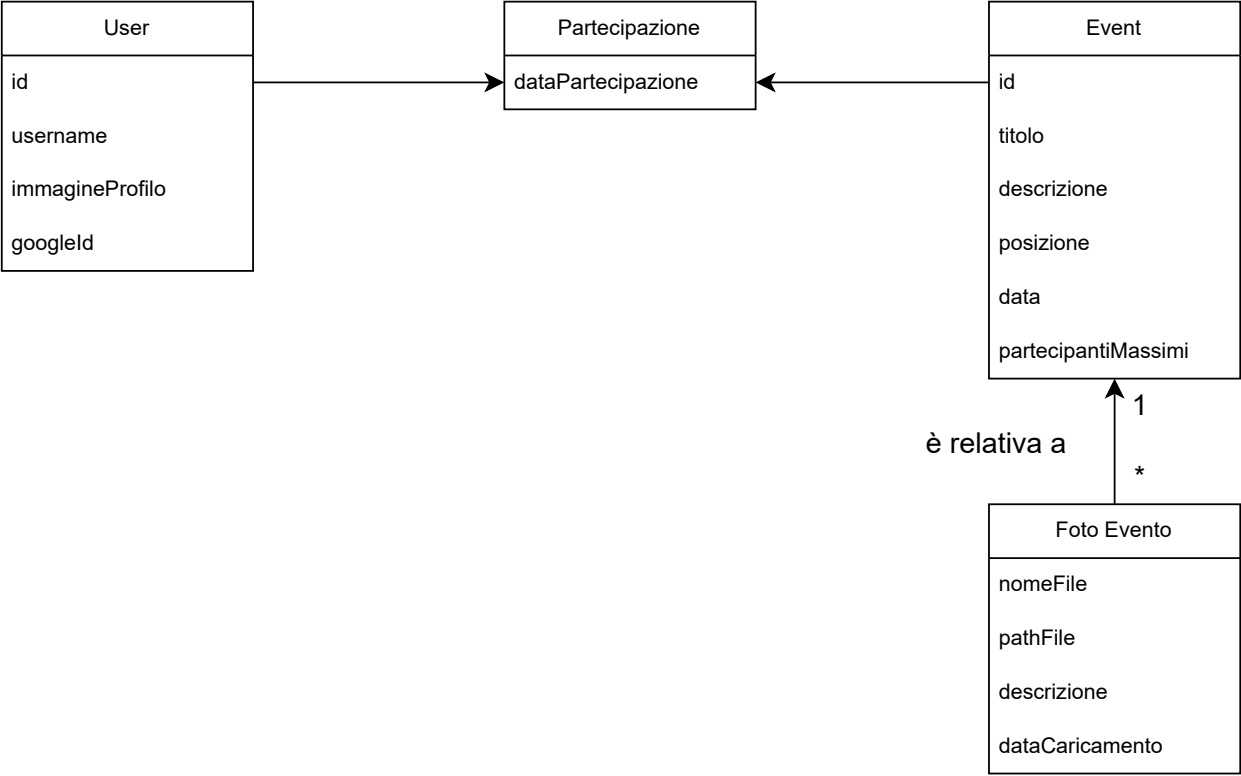 User
id
username
immagineProfilo
googleId
Partecipazione
dataPartecipazione
Event
id
titolo
descrizione
posizione
data
partecipantiMassimi
1
è relativa a
*
Foto Evento
nomeFile
pathFile
descrizione
dataCaricamento